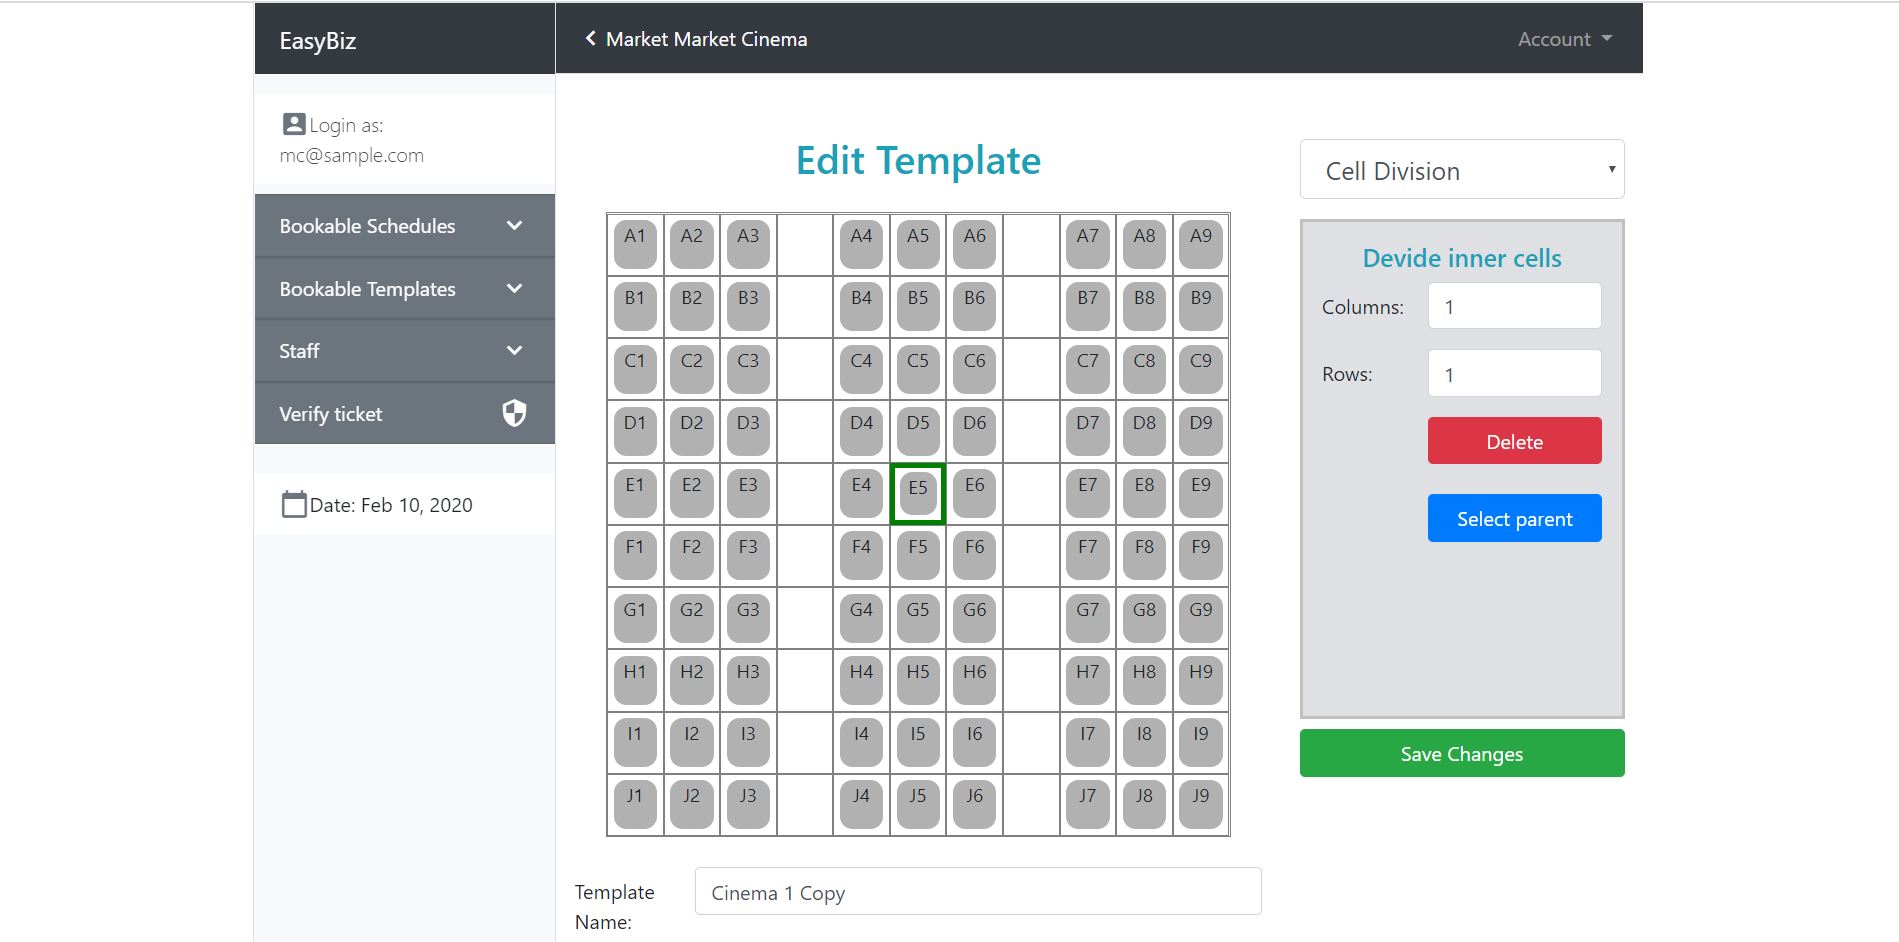 EasyBiz
Market Market Cinema
Account
Login as:
mc@sample.com
Bookable Schedules
Bookable Templates
Staff
Verify ticket
Date: Feb 10, 2020
Edit Template
A1 A2 A3 A4 A5 A6 A7 A8 A9
B1 B2 B3 B4 B5 B6 B7 B8 B9
C1 C2 C3 C4 C5 C6 C7 C8 C9
D1 D2 D3 D4 D5 D6 D7 D8 D9
E1 E2 E3 E4 E5 E6 E7 E8 E9
F1 F2 F3 F4 F5 F6 F7 F8 F9
G1 G2 G3 G4 G5 G6 G7 G8 G9
H1 H2 H3 H4 H5 H6 H7 H8 H9
I1 I2 I3 I4 I5 I6 I7 I8 I9
J1 J2 J3 J4 J5 J6 J7 J8 J9
Template
Name:
Cinema 1 Copy
Cell Division
Devide inner cells
Columns: 1
Rows: 1
Delete
Select parent
Save Changes